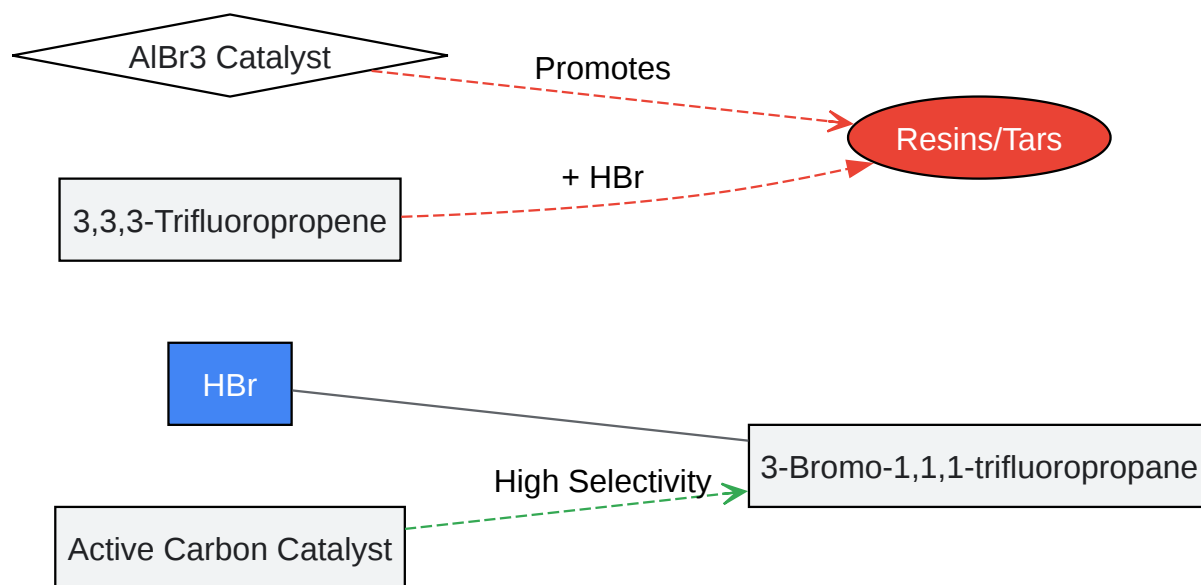 AlBr3 Catalyst
Promotes
Resins/Tars
+ HBr
3,3,3-Trifluoropropene
HBr
3-Bromo-1,1,1-trifluoropropane
High Selectivity
Active Carbon Catalyst